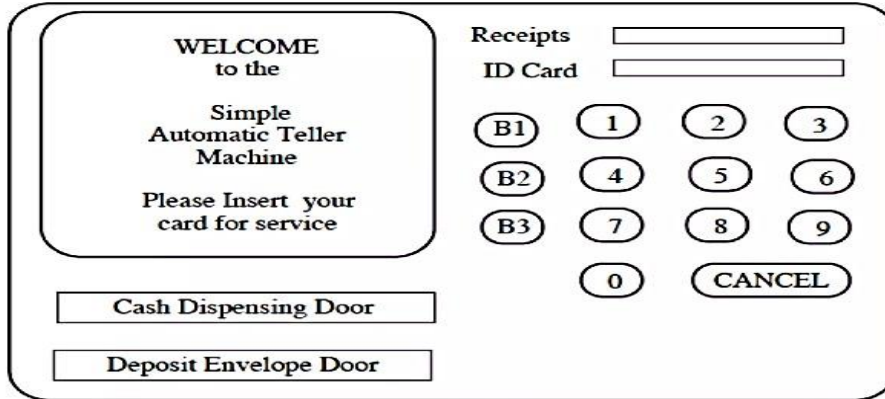 WELCOME
to the
Simple
Automatic Teller
Machine
Please Insert your
card for service
Receipts
ID Card
B1 1 2 3
B2 4 5 6
B3 7 8 9
0 CANCEL
Cash Dispensing Door
Deposit Envelope Door